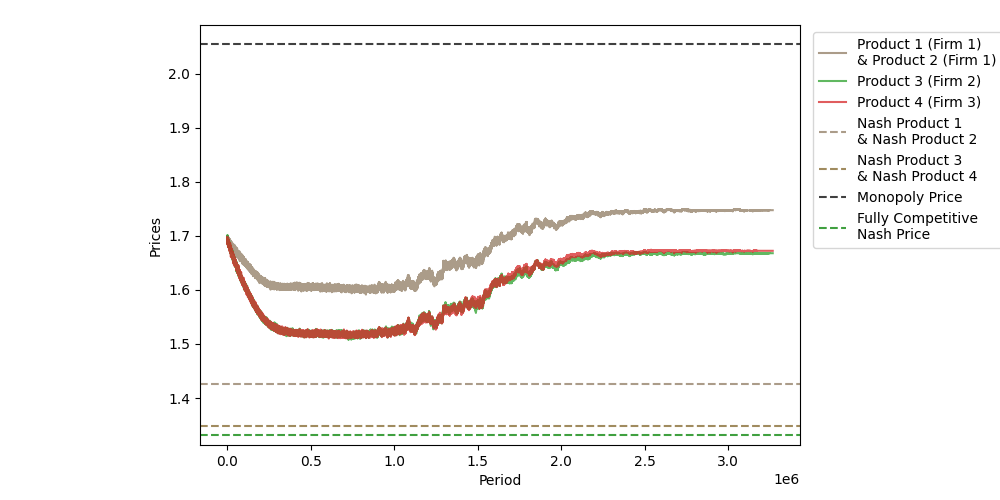 2.0
1.9
1.8
1.7
1.6
1.5
1.4
Prices
0.0
0.5
1.0
1.5
2.0
2.5
3.0
1e6
Period
Product 1 (Firm 1)
& Product 2 (Firm 1)
Product 3 (Firm 2)
Product 4 (Firm 3)
Nash Product 1
& Nash Product 2
Nash Product 3
& Nash Product 4
Monopoly Price
Fully Competitive
Nash Price